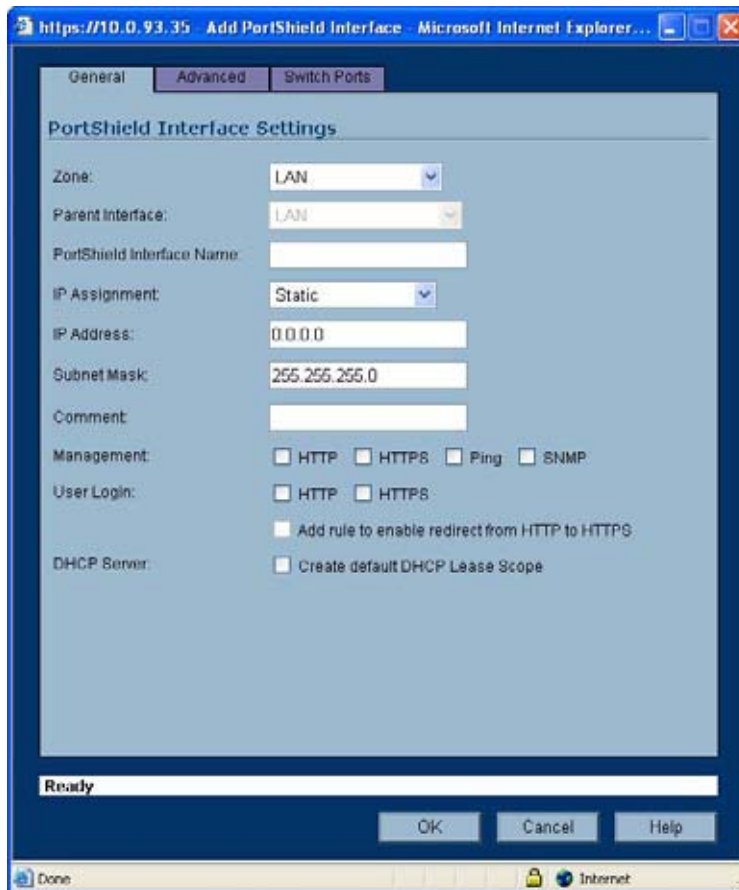 https://10.0.93.35 - Add PortShield Interface - Microsoft Internet Explorer...
General Advanced Switch Ports
PortShield Interface Settings
Zone: LAN
Parent Interface: LAN
PortShield Interface Name:
IP Assignment: Static
IP Address: 0.0.0.0
Subnet Mask: 255.255.255.0
Comment:
Management: HTTP HTTPS Ping SNMP
User Login: HTTP HTTPS
Add rule to enable redirect from HTTP to HTTPS
DHCP Server: Create default DHCP Lease Scope
Ready
OK Cancel Help
Done Internet